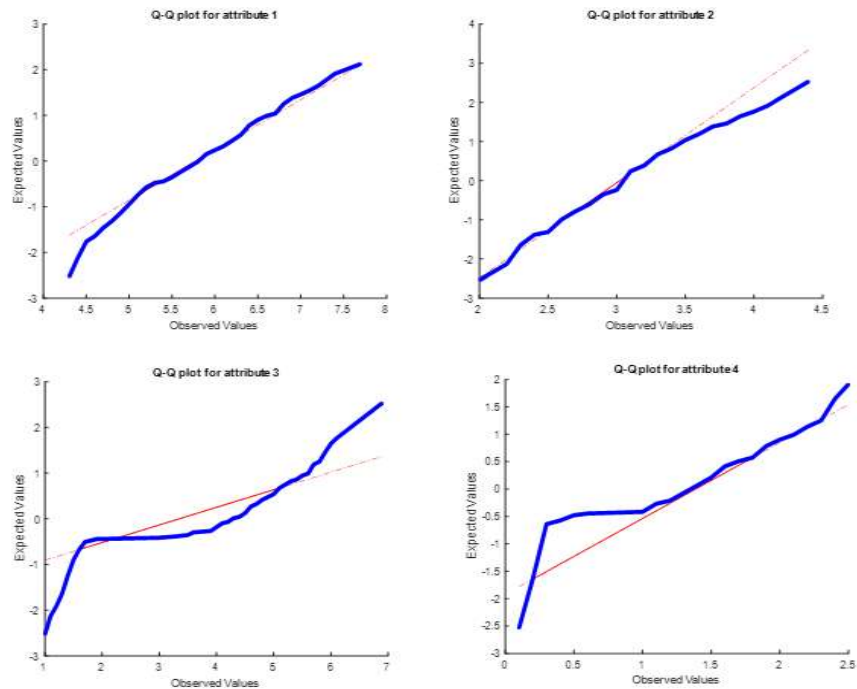 Q-Q plot for attribute 1
3
2
1
0
-1
-2
-3
Expected Values
4 4.5 5 5.5 6 6.5 7 7.5 8
Observed Values
Q-Q plot for attribute 2
4
3
2
1
0
-1
-2
-3
Expected Values
2 2.5 3 3.5 4 4.5
Observed Values
Q-Q plot for attribute 3
3
2
1
0
-1
-2
-3
Expected Values
1 2 3 4 5 6 7
Observed Values
Q-Q plot for attribute 4
2
1.5
1
0.5
0
-0.5
-1
-1.5
-2
-2.5
-3
Expected Values
0 0.5 1 1.5 2 2.5
Observed Values